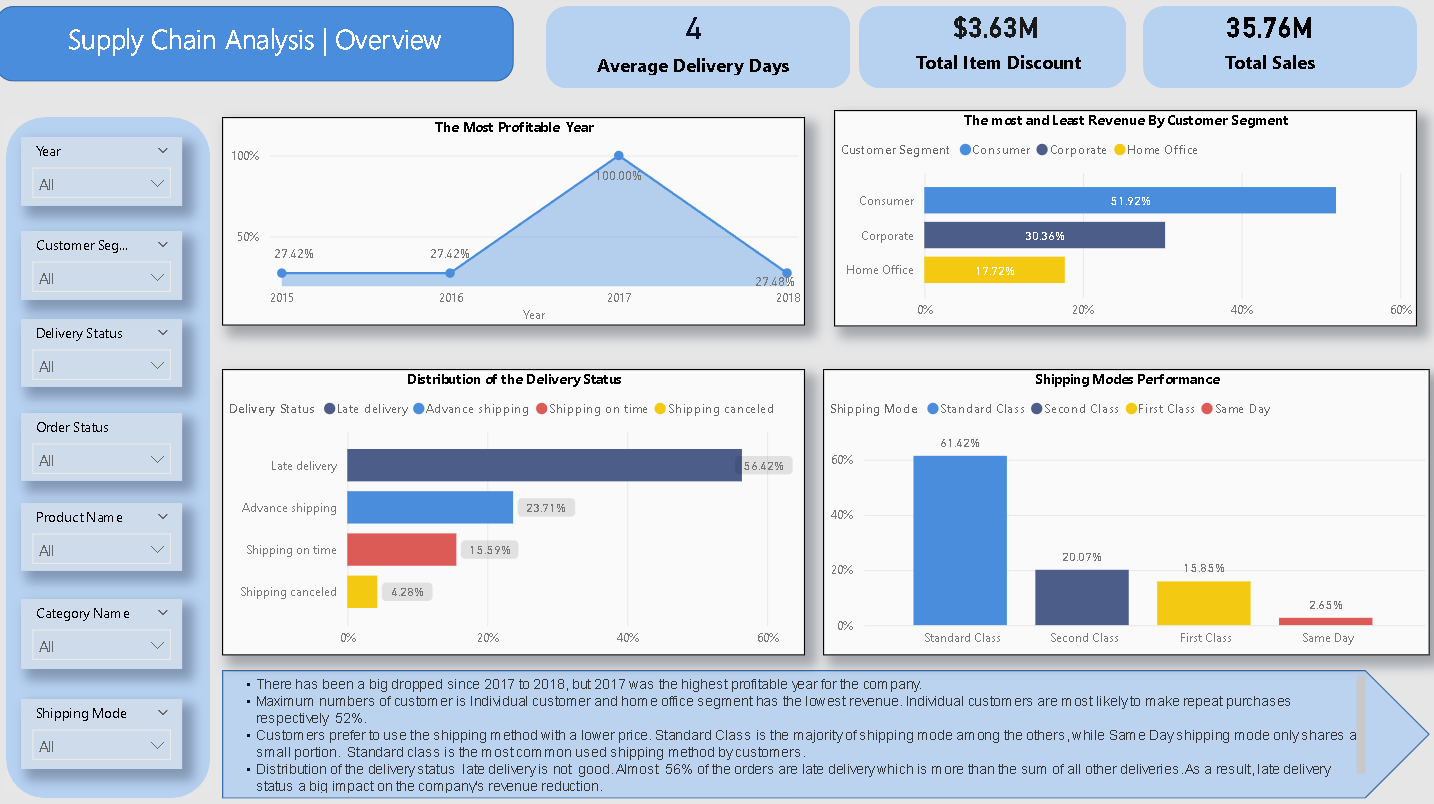 Supply Chain Analysis | Overview
4
Average Delivery Days
$3.63M
Total Item Discount
35.76M
Total Sales
Year
All
Customer Seg...
All
Delivery Status
All
Order Status
All
Product Name
All
Category Name
All
Shipping Mode
All
The Most Profitable Year
100%
50%
27.42%
27.42%
100.00%
27.48%
2015 2016 2017 2018
Year
The most and Least Revenue By Customer Segment
Customer Segment Consumer Corporate Home Office
Consumer 51.92%
Corporate 30.36%
Home Office 17.72%
0% 20% 40% 60%
Distribution of the Delivery Status
Delivery Status Late delivery Advance shipping Shipping on time Shipping canceled
Late delivery 56.42%
Advance shipping 23.71%
Shipping on time 15.59%
Shipping canceled 4.28%
0% 20% 40% 60%
Shipping Modes Performance
Shipping Mode Standard Class Second Class First Class Same Day
60%
40%
20%
0%
61.42%
20.07%
15.85%
2.65%
Standard Class Second Class First Class Same Day
• There has been a big dropped since 2017 to 2018, but 2017 was the highest profitable year for the company.
• Maximum numbers of customer is Individual customer and home office segment has the lowest revenue. Individual customers are most likely to make repeat purchases
respectively 52%.
• Customers prefer to use the shipping method with a lower price. Standard Class is the majority of shipping mode among the others, while Same Day shipping mode only shares a
small portion. Standard class is the most common used shipping method by customers.
• Distribution of the delivery status late delivery is not good. Almost 56% of the orders are late delivery which is more than the sum of all other deliveries. As a result, late delivery
status a big impact on the company's revenue reduction.